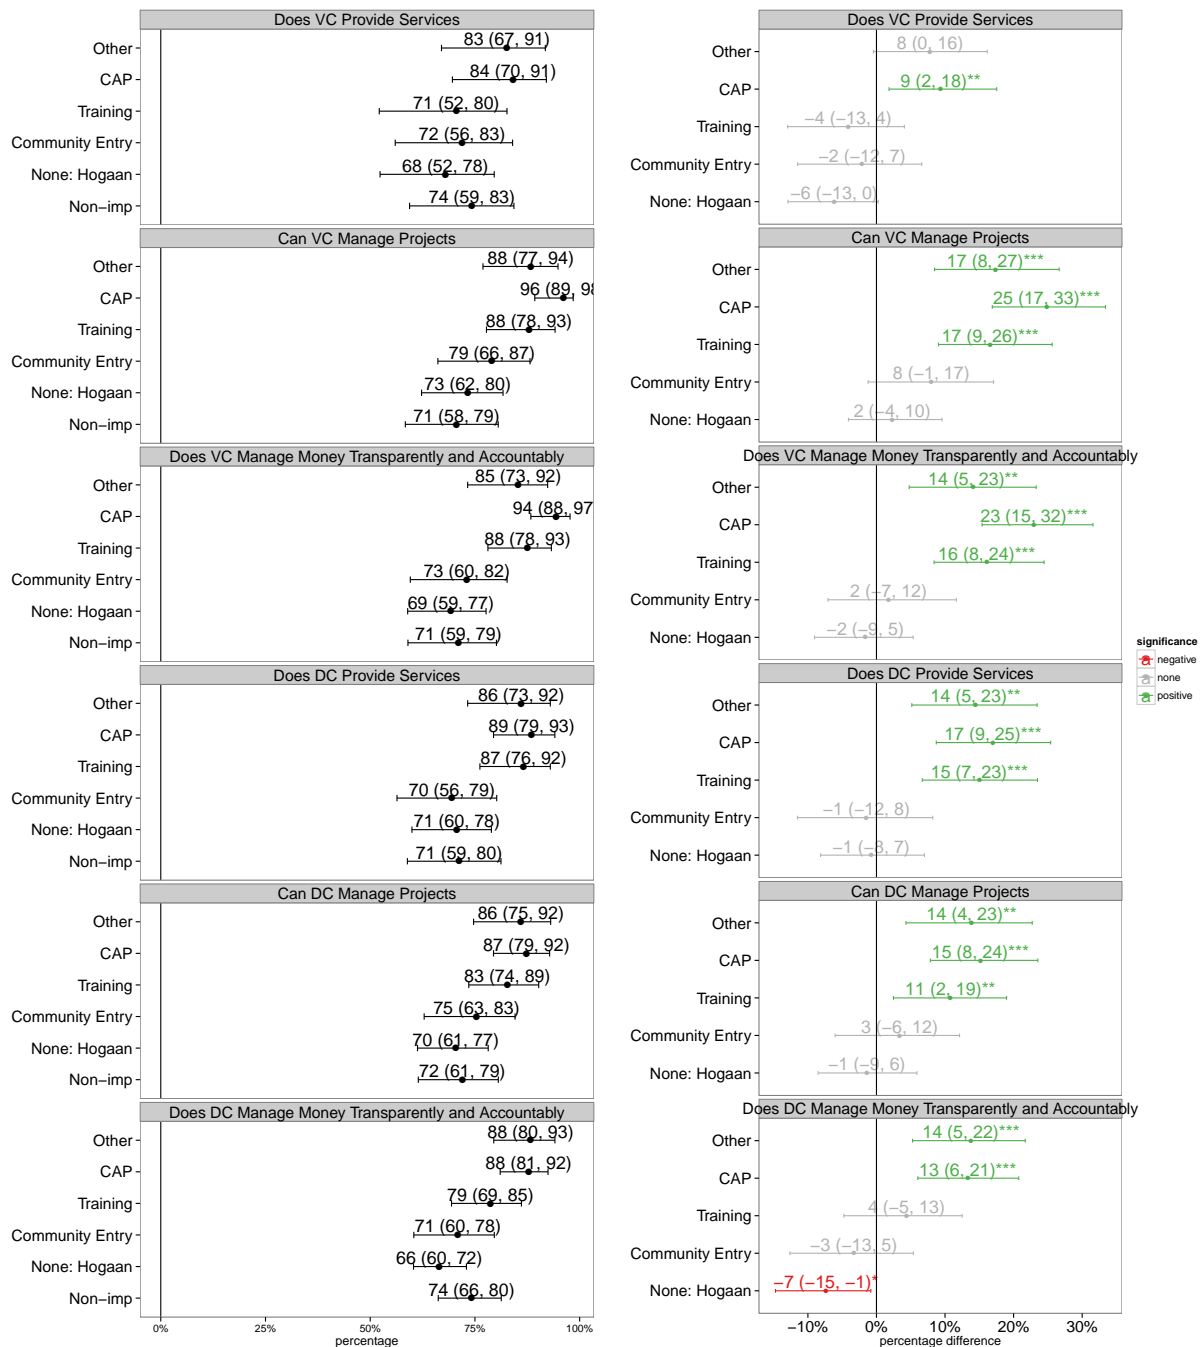 Does VC Provide Services
Other 83 (67, 91)
CAP 84 (70, 91)
Training 71 (52, 80)
Community Entry 72 (56, 83)
None: Hogaan 68 (52, 78)
Non−imp 74 (59, 83)
Can VC Manage Projects
Other 88 (77, 94)
CAP 96 (89, 98
Training 88 (78, 93)
Community Entry 79 (66, 87)
None: Hogaan 73 (62, 80)
Non−imp 71 (58, 79)
Does VC Manage Money Transparently and Accountably
Other 85 (73, 92)
CAP 94 (88, 97
Training 88 (78, 93)
Community Entry 73 (60, 82)
None: Hogaan 69 (59, 77)
Non−imp 71 (59, 79)
Does DC Provide Services
Other 86 (73, 92)
CAP 89 (79, 93)
Training 87 (76, 92)
Community Entry 70 (56, 79)
None: Hogaan 71 (60, 78)
Non−imp 71 (59, 80)
Can DC Manage Projects
Other 86 (75, 92)
CAP 87 (79, 92)
Training 83 (74, 89)
Community Entry 75 (63, 83)
None: Hogaan 70 (61, 77)
Non−imp 72 (61, 79)
Does DC Manage Money Transparently and Accountably
Other 88 (80, 93)
CAP 88 (81, 92)
Training 79 (69, 85)
Community Entry 71 (60, 78)
None: Hogaan 66 (60, 72)
Non−imp 74 (66, 80)
0% 25% 75% 100%
percentage
Does VC Provide Services
Other 8 (0, 16)
CAP 9 (2, 18)**
Training −4 (−13, 4)
Community Entry −2 (−12, 7)
None: Hogaan −6 (−13, 0)
Can VC Manage Projects
Other 17 (8, 27)***
CAP 25 (17, 33)***
Training 17 (9, 26)***
Community Entry 8 (−1, 17)
None: Hogaan 2 (−4, 10)
Does VC Manage Money Transparently and Accountably
Other 14 (5, 23)**
CAP 23 (15, 32)***
Training 16 (8, 24)***
Community Entry 2 (−7, 12)
None: Hogaan −2 (−9, 5)
Does DC Provide Services
Other 14 (5, 23)**
CAP 17 (9, 25)***
Training 15 (7, 23)***
Community Entry −1 (−12, 8)
None: Hogaan −1 (−8, 7)
Can DC Manage Projects
Other 14 (4, 23)**
CAP 15 (8, 24)***
Training 11 (2, 19)**
Community Entry 3 (−6, 12)
None: Hogaan −1 (−9, 6)
Does DC Manage Money Transparently and Accountably
Other 14 (5, 22)***
CAP 13 (6, 21)***
Training 4 (−5, 13)
Community Entry −3 (−13, 5)
None: Hogaan −7 (−15, −1)*
−10% 0% 10% 20% 30%
percentage difference
significance
a negative
a none
a positive